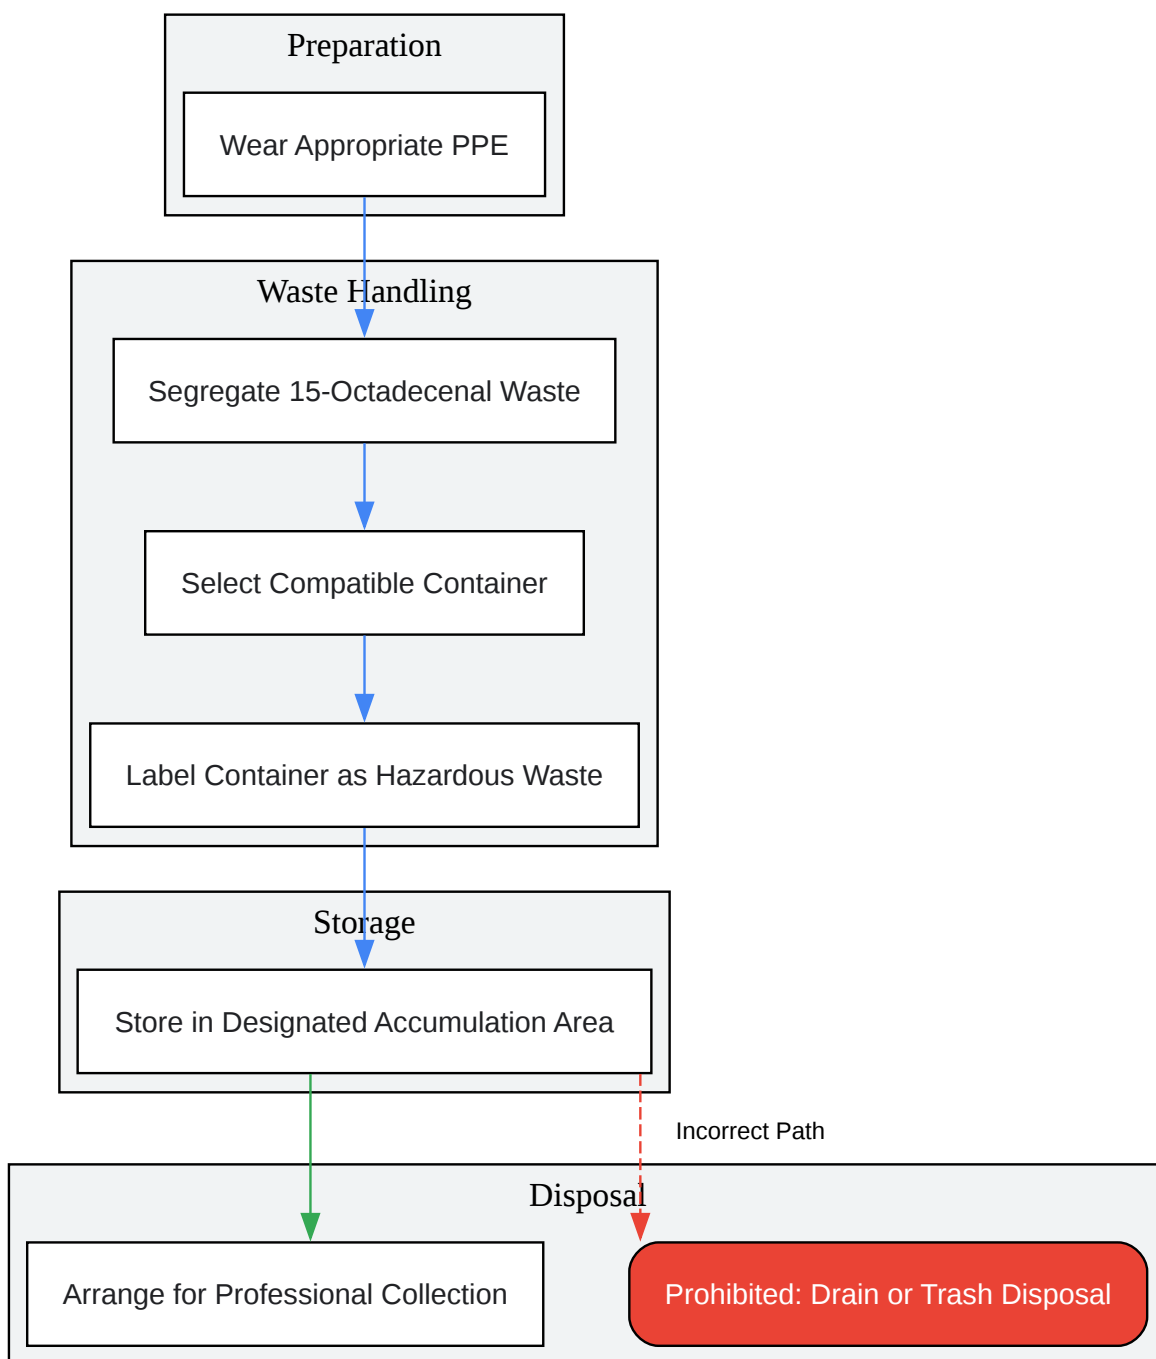 Preparation
Wear Appropriate PPE
Waste Handling
Segregate 15-Octadecenal Waste
Select Compatible Container
Label Container as Hazardous Waste
Storage
Store in Designated Accumulation Area
Incorrect Path
Disposal
Arrange for Professional Collection
Prohibited: Drain or Trash Disposal